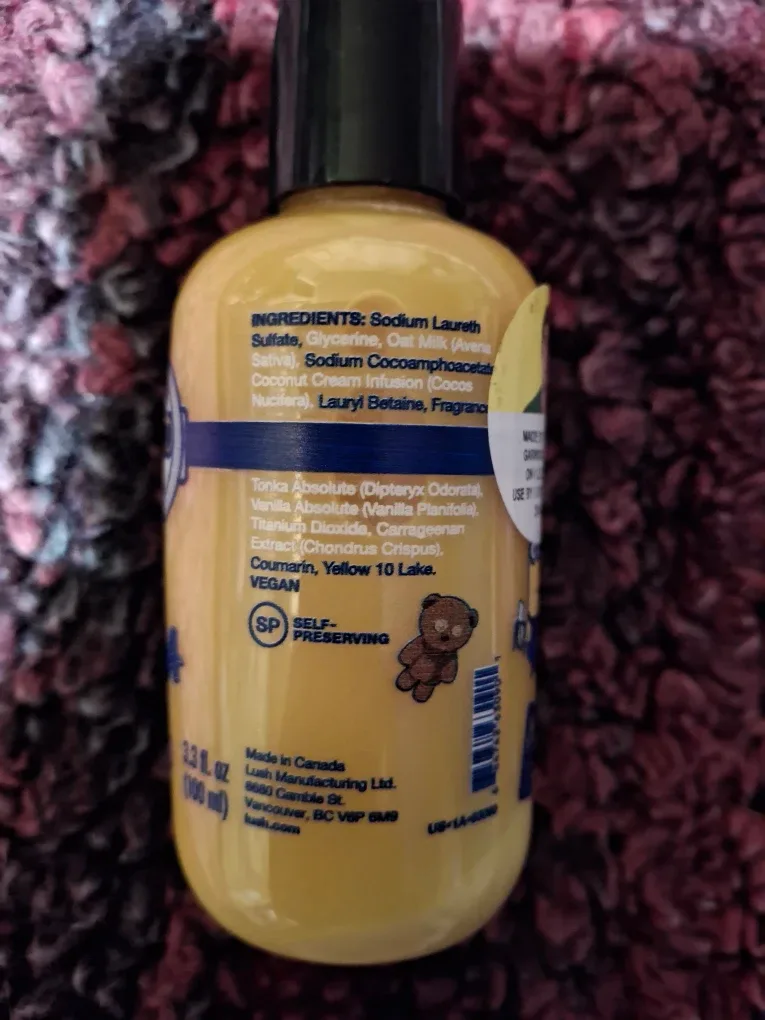 INGREDIENTS: Sodium Laureth
Sulfate, Glycerine, Oat Milk (Avena
Sativa), Sodium Cocoamphoacetate
Coconut Cream Infusion (Cocos
Nucifera), Lauryl Betaine, Fragrance
Tonka Absolute (Dipteryx Odorata),
Vanilla Absolute (Vanilla Planifolia),
Titanium Dioxide, Carrageenan
Extract (Chondrus Crispus),
Coumarin, Yellow 10 Lake.
VEGAN
SP SELF-
PRESERVING
3.3 fl. oz
(100 ml)
Made in Canada
Lush Manufacturing Ltd.
Cambie St.
Vancouver, BC V6P 6M9
lush.com
MADE
USE BY